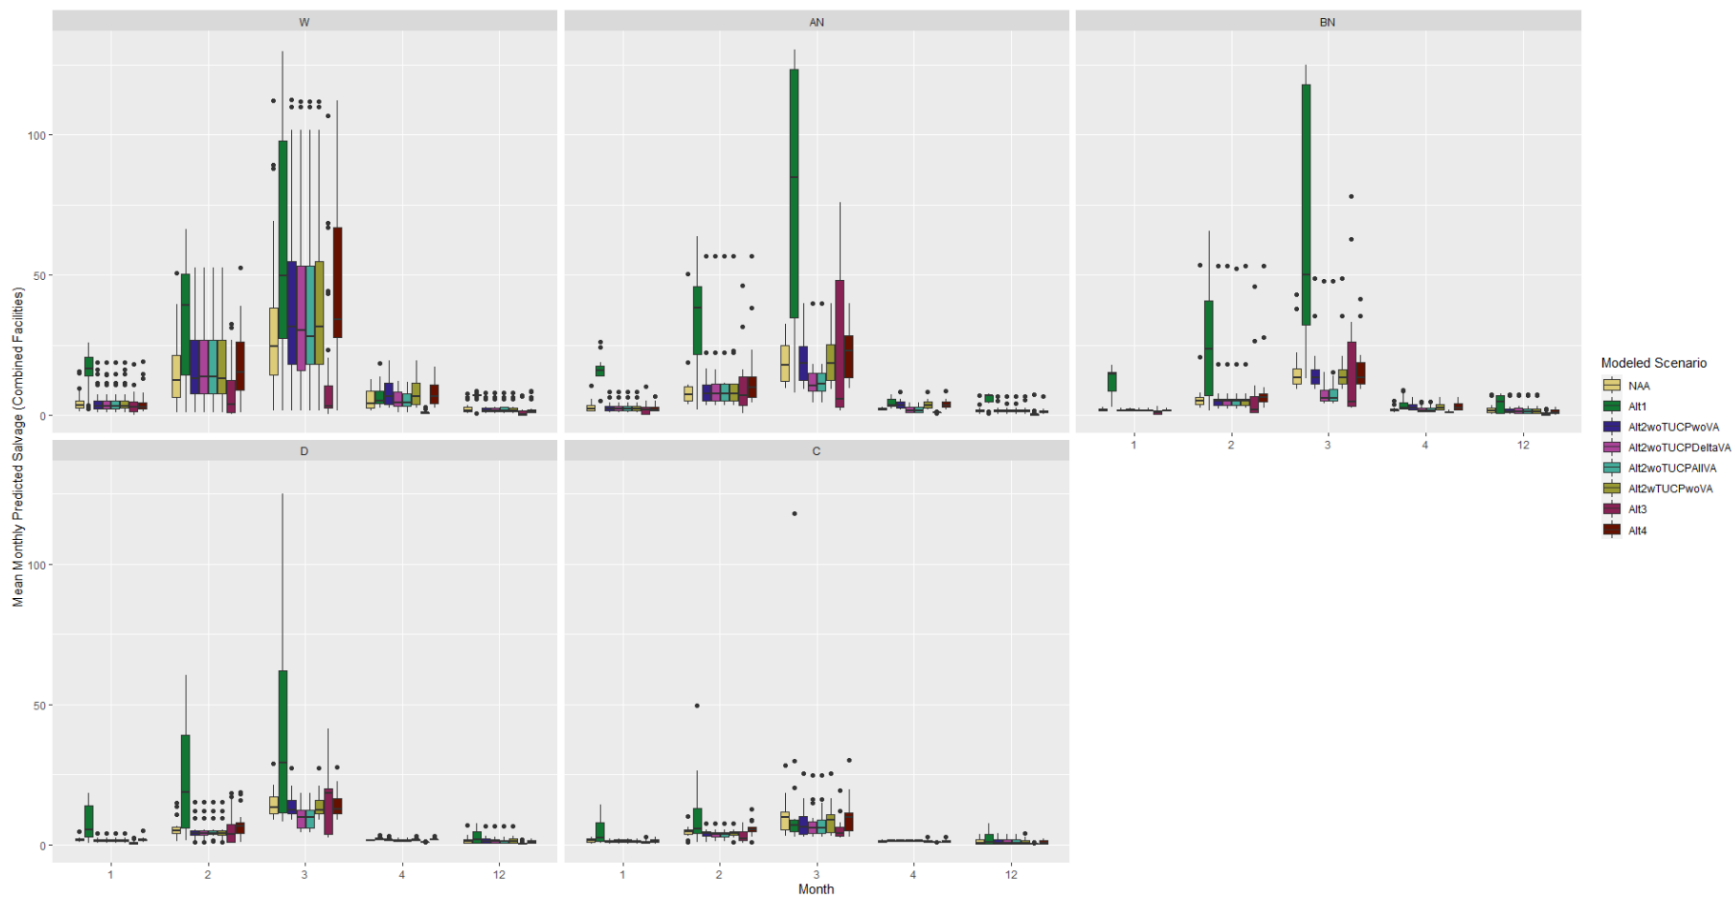 W
AN
BN
100
50
0
1
2
3
4
12
D
C
100
50
0
1
2
3
4
12
1
2
3
4
12
Month
Mean Monthly Predicted Salvage (Combined Facilities)
Modeled Scenario
NAA
Alt1
Alt2woTUCPwoVA
Alt2woTUCPDeltaVA
Alt2woTUCPAllVA
Alt2wTUCPwoVA
Alt3
Alt4